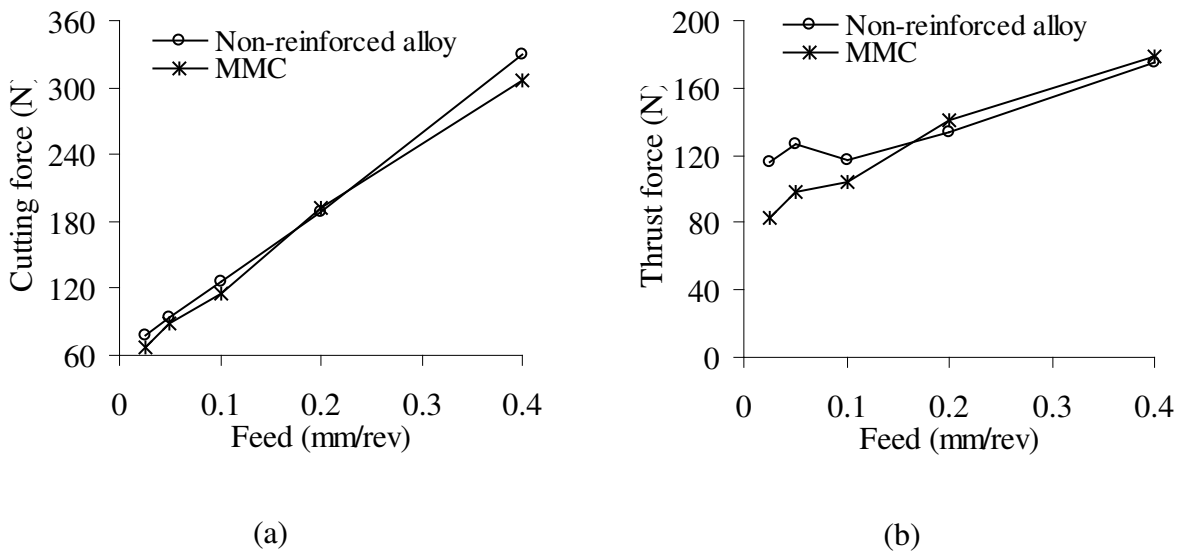 360
300
240
180
120
60
Cutting force (N)
Non-reinforced alloy
MMC
0 0.1 0.2 0.3 0.4
Feed (mm/rev)
(a)
200
160
120
80
40
0
Thrust force (N)
Non-reinforced alloy
MMC
0 0.1 0.2 0.3 0.4
Feed (mm/rev)
(b)